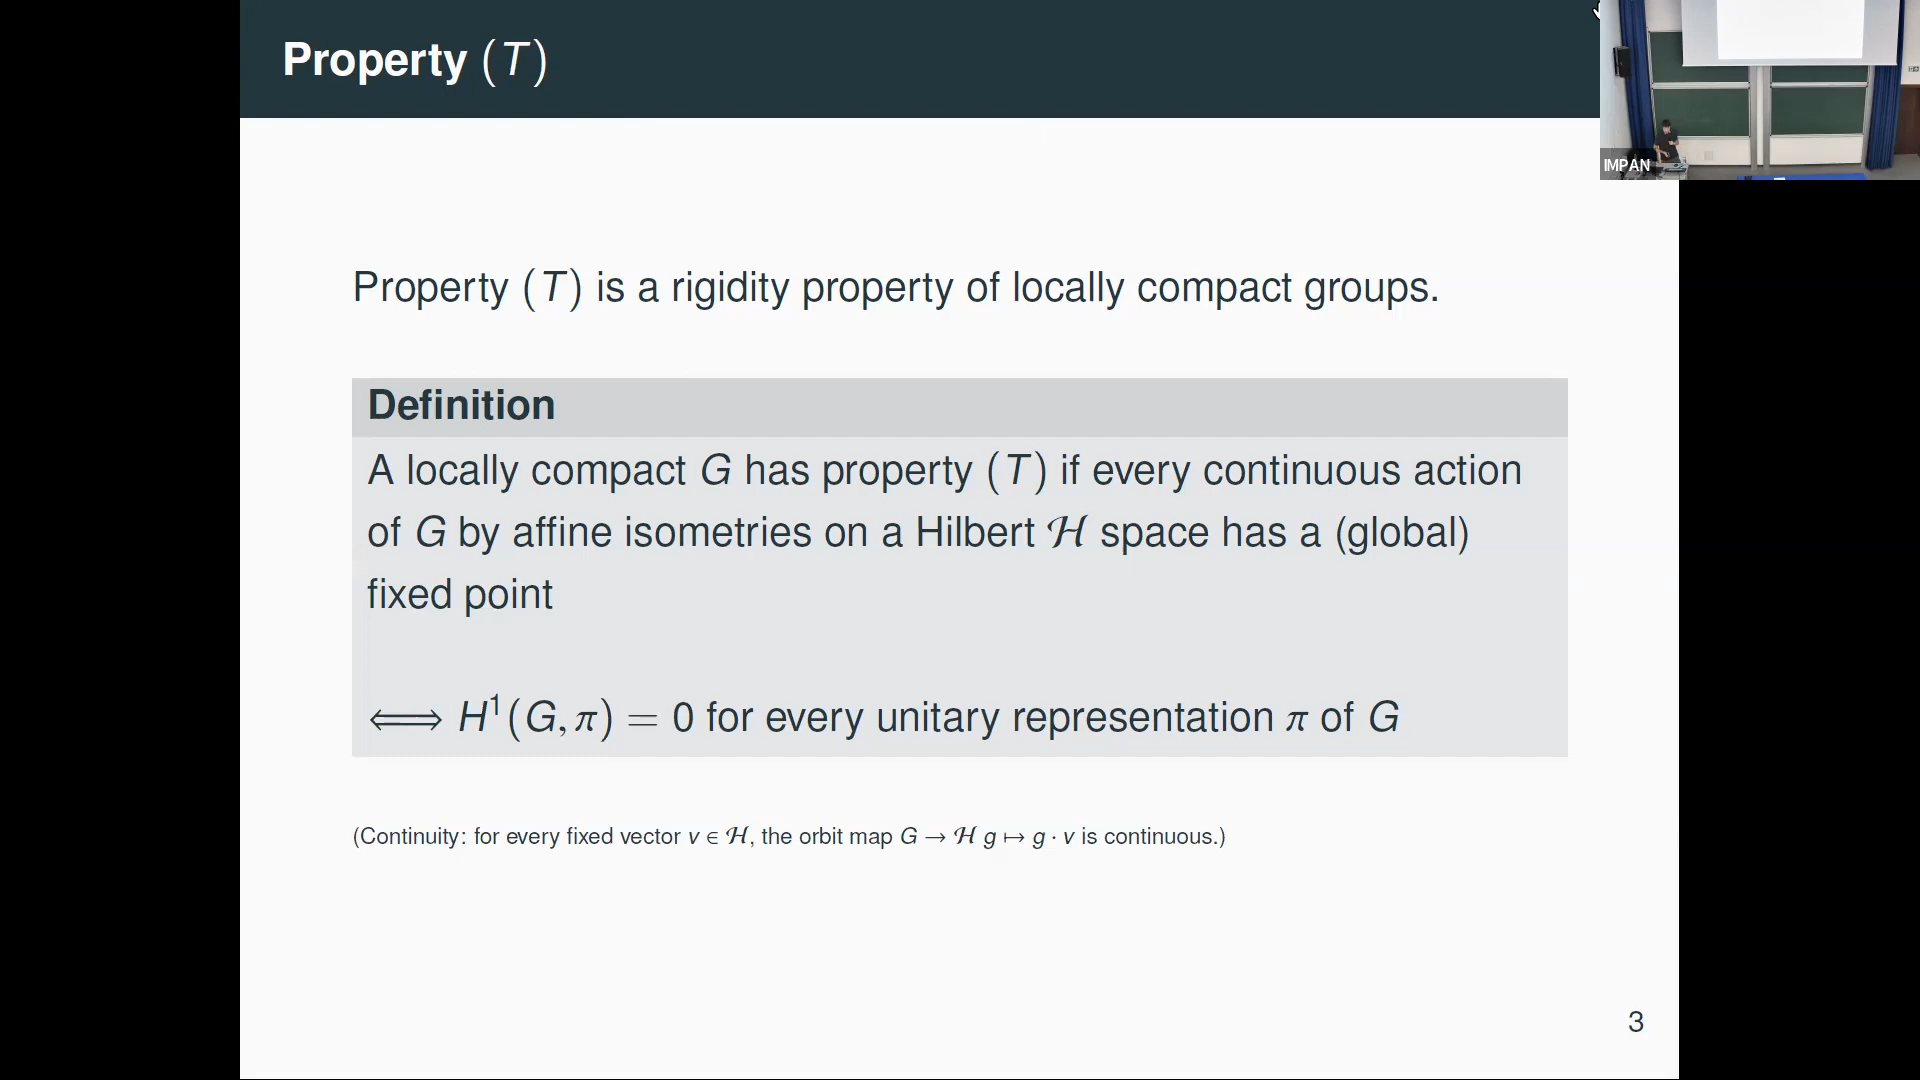 Property (T)
IMPAN
Property (T) is a rigidity property of locally compact groups.
Definition
A locally compact G has property (T) if every continuous action
of G by affine isometries on a Hilbert ℋ space has a (global)
fixed point
⟺ H¹(G, π) = 0 for every unitary representation π of G
(Continuity: for every fixed vector v ∈ ℋ, the orbit map G → ℋ g ↦ g · v is continuous.)
3